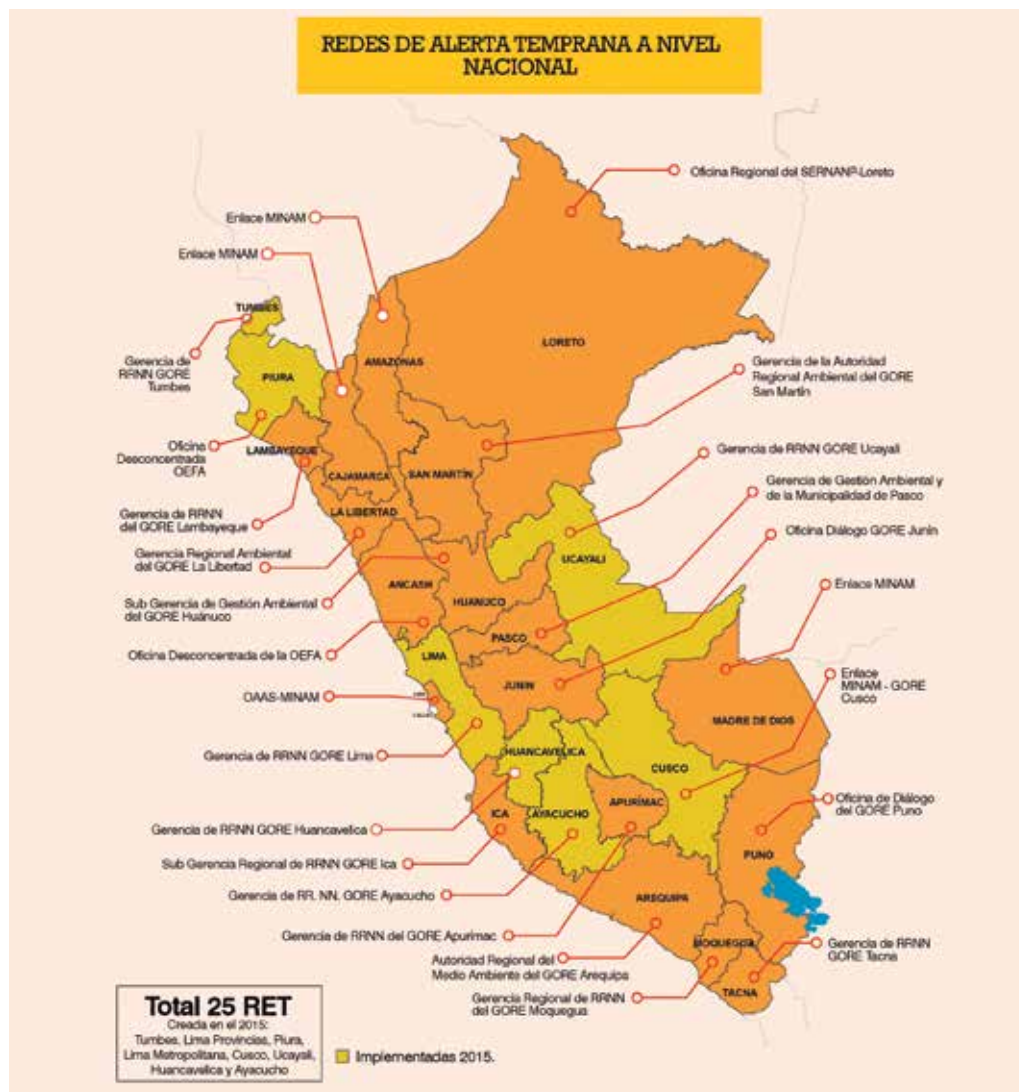 REDES DE ALERTA TEMPRANA A NIVEL
NACIONAL
Oficina Regional del SERNANP-Loreto
Enlace MINAM
Enlace MINAM
TUMBES
Gerencia de
RRNN GORE
Tumbes
PIURA
AMAZONAS
LORETO
Gerencia de la Autoridad
Regional Ambiental del GORE
San Martín
Oficina
Desconcentrada
OEFA
LAMBAYEQUE
CAJAMARCA
SAN MARTÍN
Gerencia de RRNN GORE Ucayali
Gerencia de Gestión Ambiental y
de la Municipalidad de Pasco
Gerencia de RRNN
del GORE Lambayeque
LA LIBERTAD
Oficina Diálogo GORE Junín
Gerencia Regional Ambiental
del GORE La Libertad
UCAYALI
ANCASH
HUANUCO
Enlace MINAM
Sub Gerencia de Gestión Ambiental
del GORE Huánuco
PASCO
Oficina Desconcentrada de la OEFA
LIMA
JUNIN
Enlace
MINAM - GORE
Cusco
OAAS-MINAM
MADRE DE DIOS
Gerencia de RRNN GORE Lima
HUANCAVELICA
CUSCO
Oficina de Diálogo
del GORE Puno
APURÍMAC
ICA
AYACUCHO
Gerencia de RRNN GORE Huancavelica
PUNO
Sub Gerencia Regional de RRNN GORE Ica
Gerencia de RR. NN. GORE Ayacucho
AREQUIPA
Gerencia de RRNN del GORE Apurímac
MOQUEGUA
Gerencia de RRNN
GORE Tacna
Autoridad Regional del
Medio Ambiente del GORE Arequipa
TACNA
Gerencia Regional de RRNN
del GORE Moquegua
Total 25 RET
Creada en el 2015:
Tumbes, Lima Provincias, Piura,
Lima Metropolitana, Cusco, Ucayali,
Huancavelica y Ayacucho
Implementadas 2015.